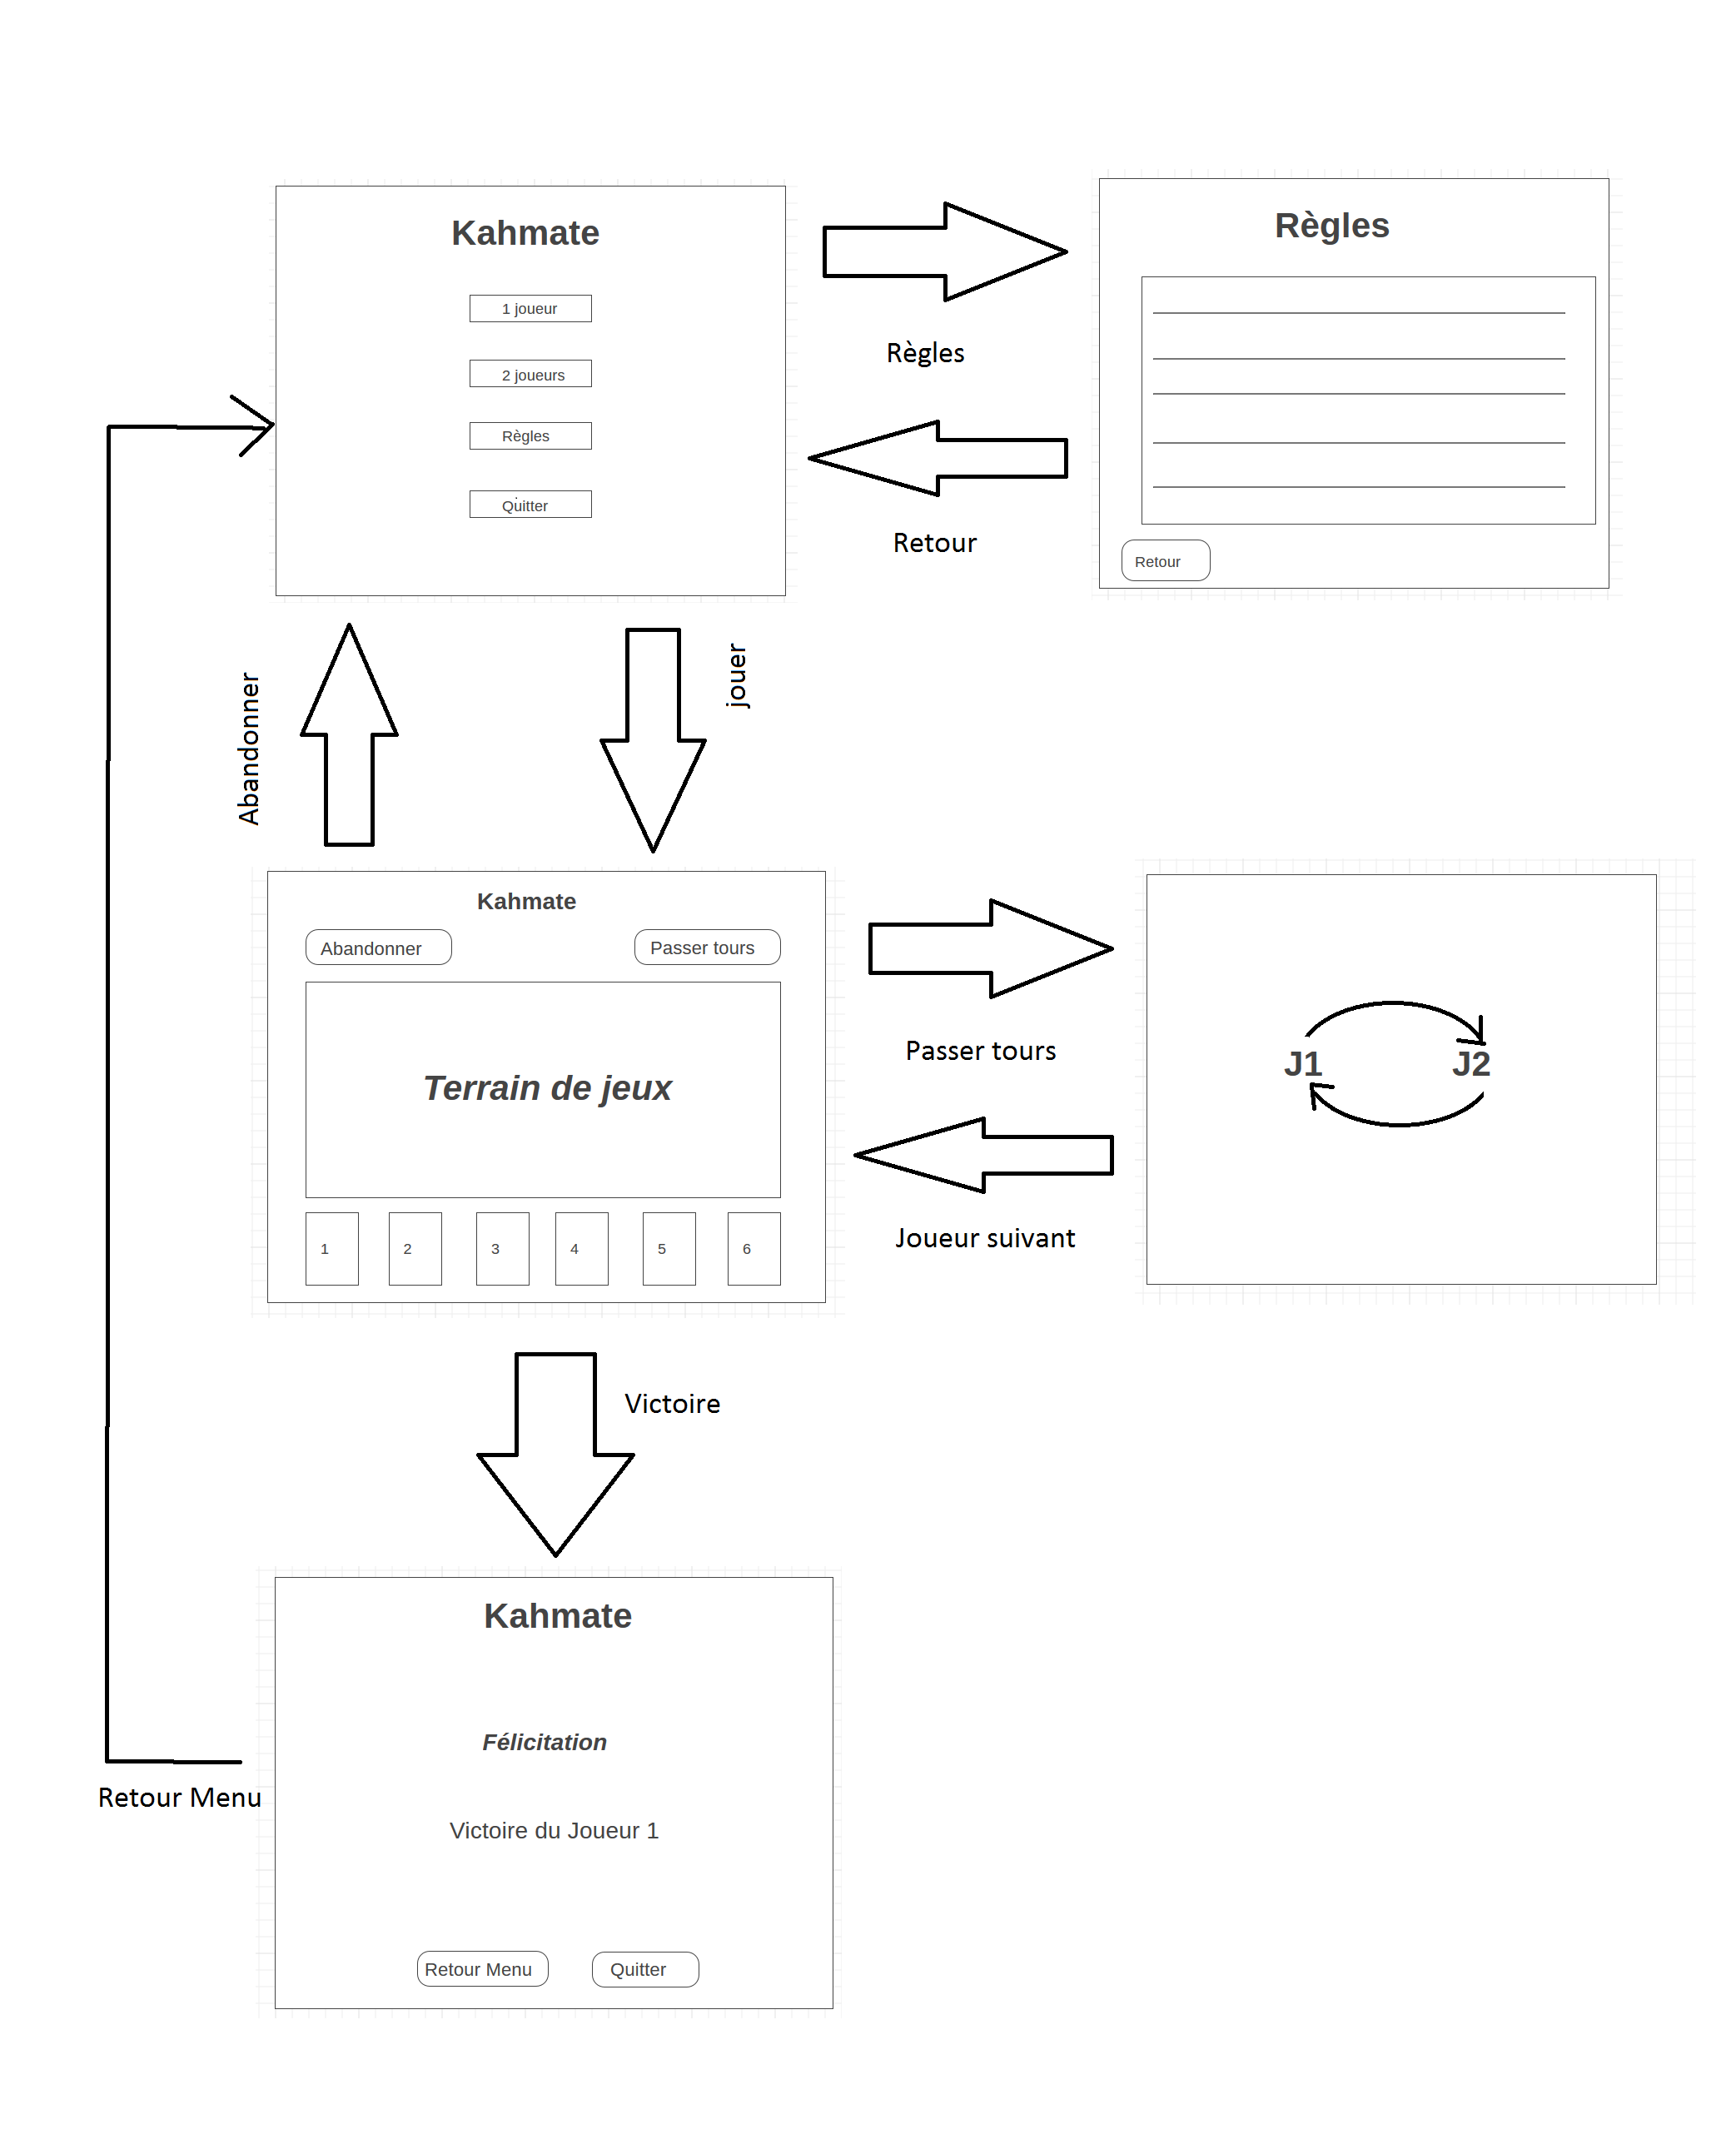 Kahmate
1 joueur
2 joueurs
Règles
Quitter
Règles
Retour
Règles
Retour
Abandonner
jouer
Kahmate
Abandonner
Passer tours
Terrain de jeux
1
2
3
4
5
6
Passer tours
Joueur suivant
J1
J2
Victoire
Kahmate
Félicitation
Victoire du Joueur 1
Retour Menu
Quitter
Retour Menu